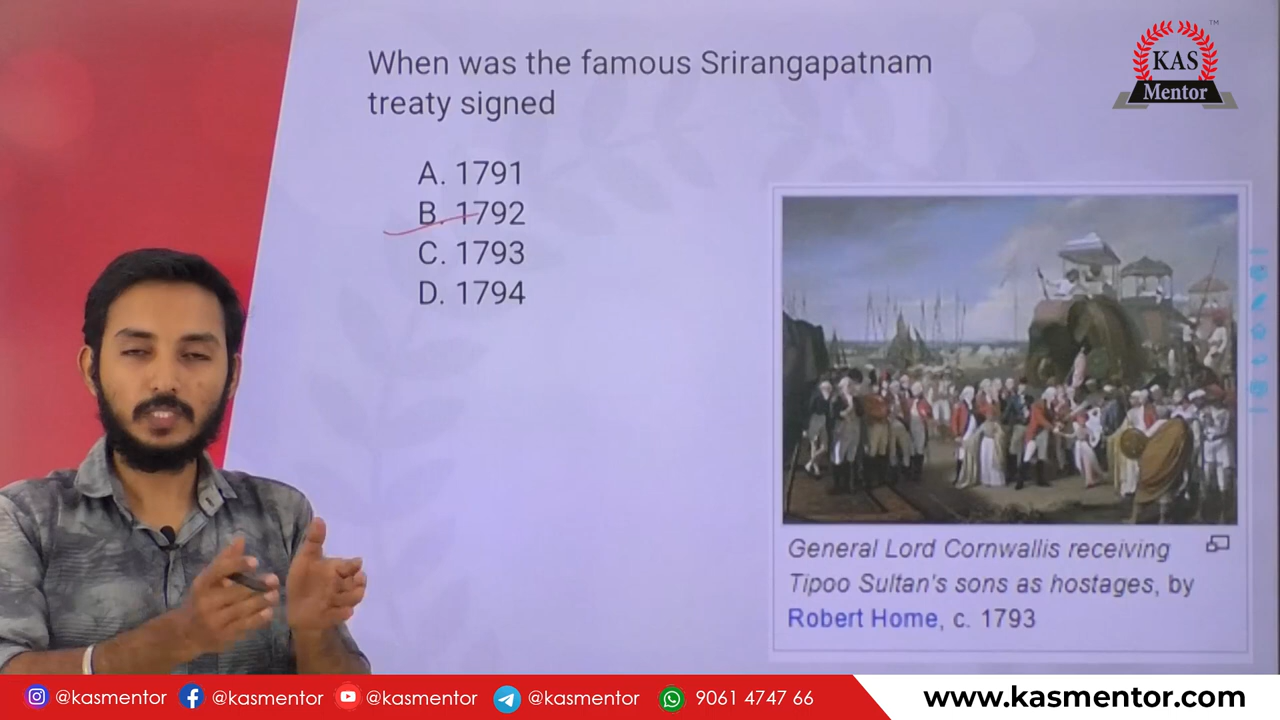 When was the famous Srirangapatnam
treaty signed
A. 1791
B. 1792
C. 1793
D. 1794
KAS
Mentor
TM
General Lord Cornwallis receiving
Tipoo Sultan's sons as hostages, by
Robert Home, c. 1793
@kasmentor @kasmentor @kasmentor @kasmentor 9061 4747 66
www.kasmentor.com